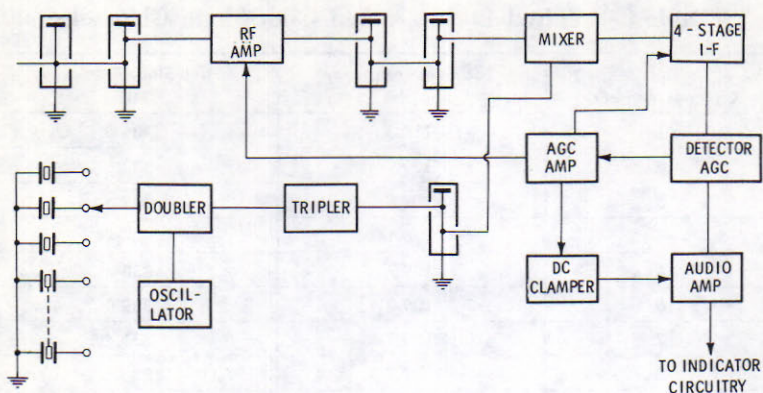 RF
AMP
MIXER
4 - STAGE
I-F
AGC
AMP
DETECTOR
AGC
DOUBLER
TRIPLER
OSCIL-
LATOR
DC
CLAMPER
AUDIO
AMP
TO INDICATOR
CIRCUITRY